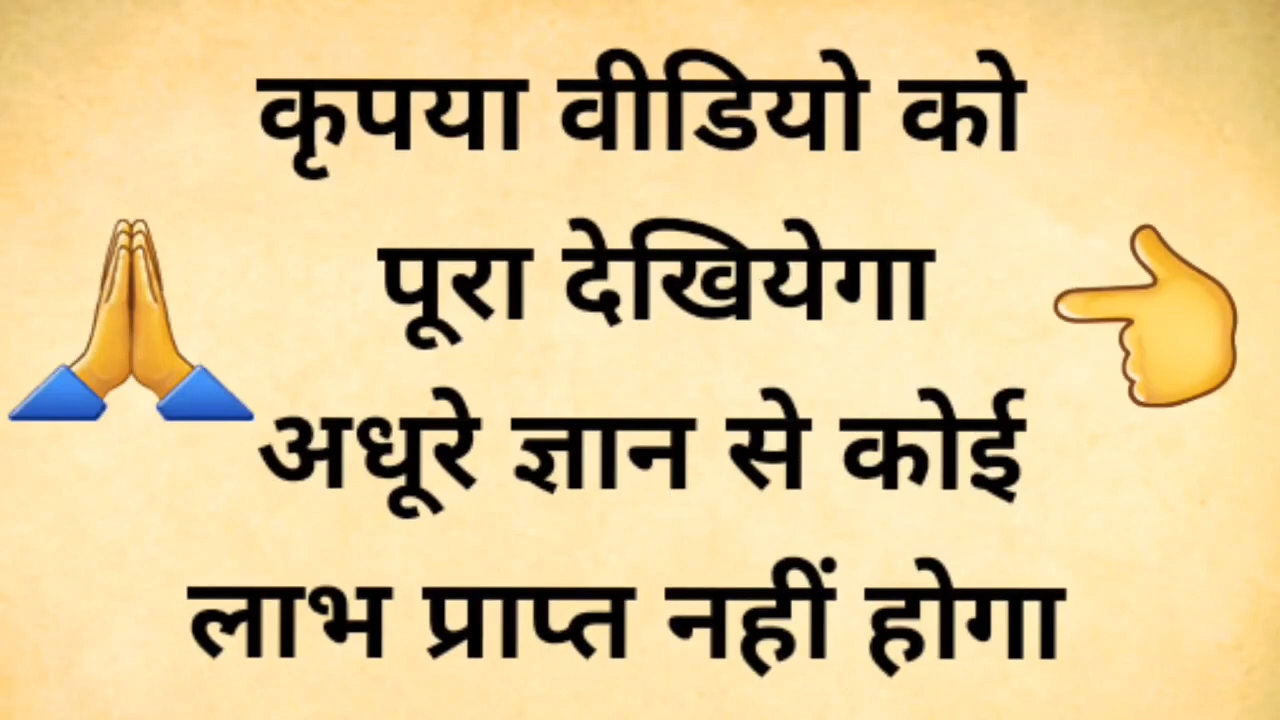 कृपया वीडियो को
पूरा देखियेगा
अधूरे ज्ञान से कोई
लाभ प्राप्त नहीं होगा